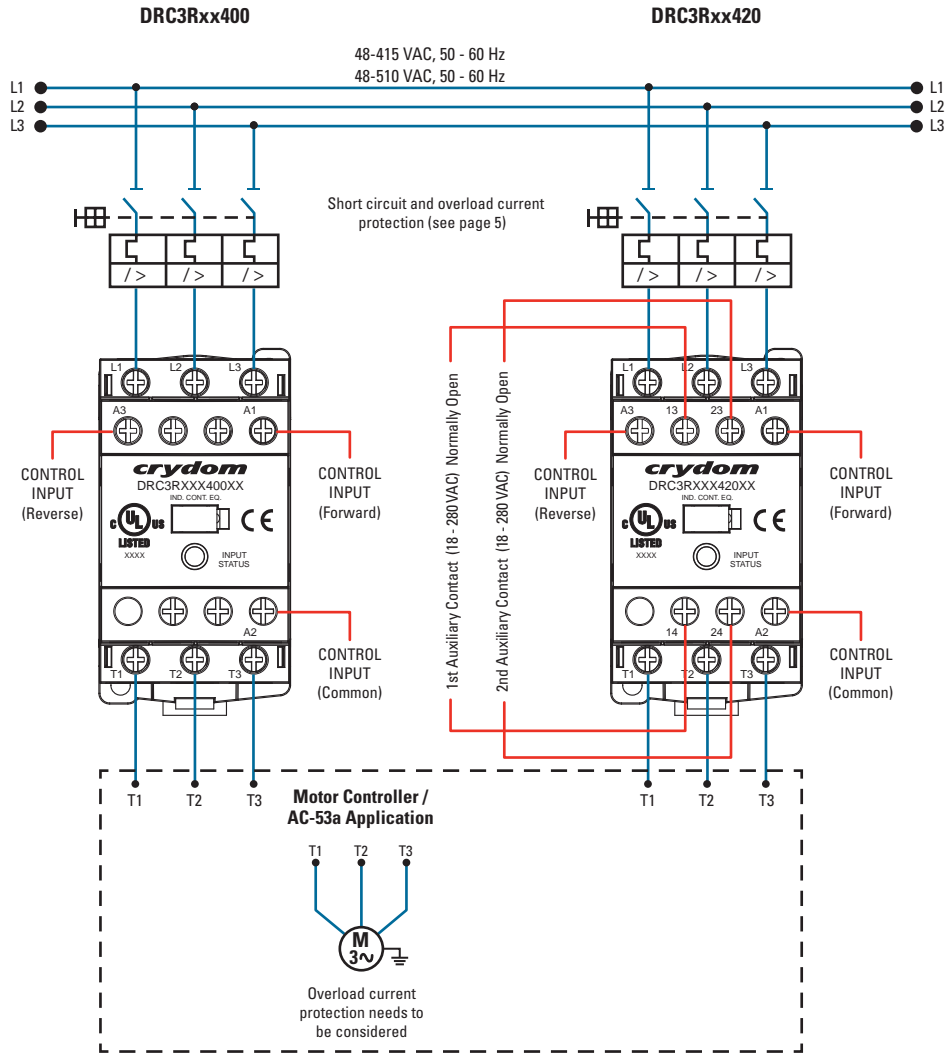 DRC3Rxx400
DRC3Rxx420
48-415 VAC, 50 - 60 Hz
48-510 VAC, 50 - 60 Hz
L1
L2
L3
L1
L2
L3
Short circuit and overload current
protection (see page 5)
/ >
/ >
/ >
/ >
/ >
/ >
L1
L2
L3
A3
A1
CONTROL
INPUT
(Reverse)
crydom
DRC3RXXX400XX
IND. CONT. EQ.
C UL US
LISTED
XXXX
CE
INPUT
STATUS
CONTROL
INPUT
(Forward)
A2
T1
T2
T3
CONTROL
INPUT
(Common)
1st Auxiliary Contact (18 - 280 VAC) Normally Open
2nd Auxiliary Contact (18 - 280 VAC) Normally Open
L1
L2
L3
A3
13
23
A1
CONTROL
INPUT
(Reverse)
crydom
DRC3RXXX420XX
IND. CONT. EQ.
C UL US
LISTED
XXXX
CE
INPUT
STATUS
CONTROL
INPUT
(Forward)
14
24
A2
T1
T2
T3
CONTROL
INPUT
(Common)
T1
T2
T3
T1
T2
T3
Motor Controller /
AC-53a Application
T1
T2
T3
M
3∿
Overload current
protection needs to
be considered